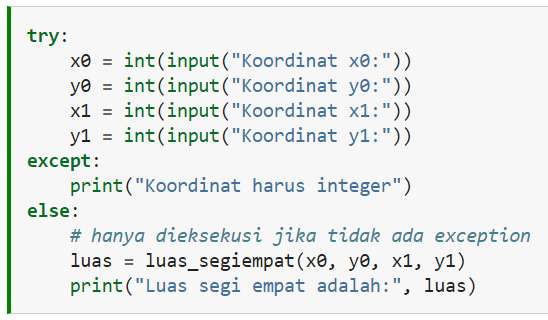 try:
    x0 = int(input("Koordinat x0:"))
    y0 = int(input("Koordinat y0:"))
    x1 = int(input("Koordinat x1:"))
    y1 = int(input("Koordinat y1:"))
except:
    print("Koordinat harus integer")
else:
    # hanya dieksekusi jika tidak ada exception
    luas = luas_segiempat(x0, y0, x1, y1)
    print("Luas segi empat adalah:", luas)